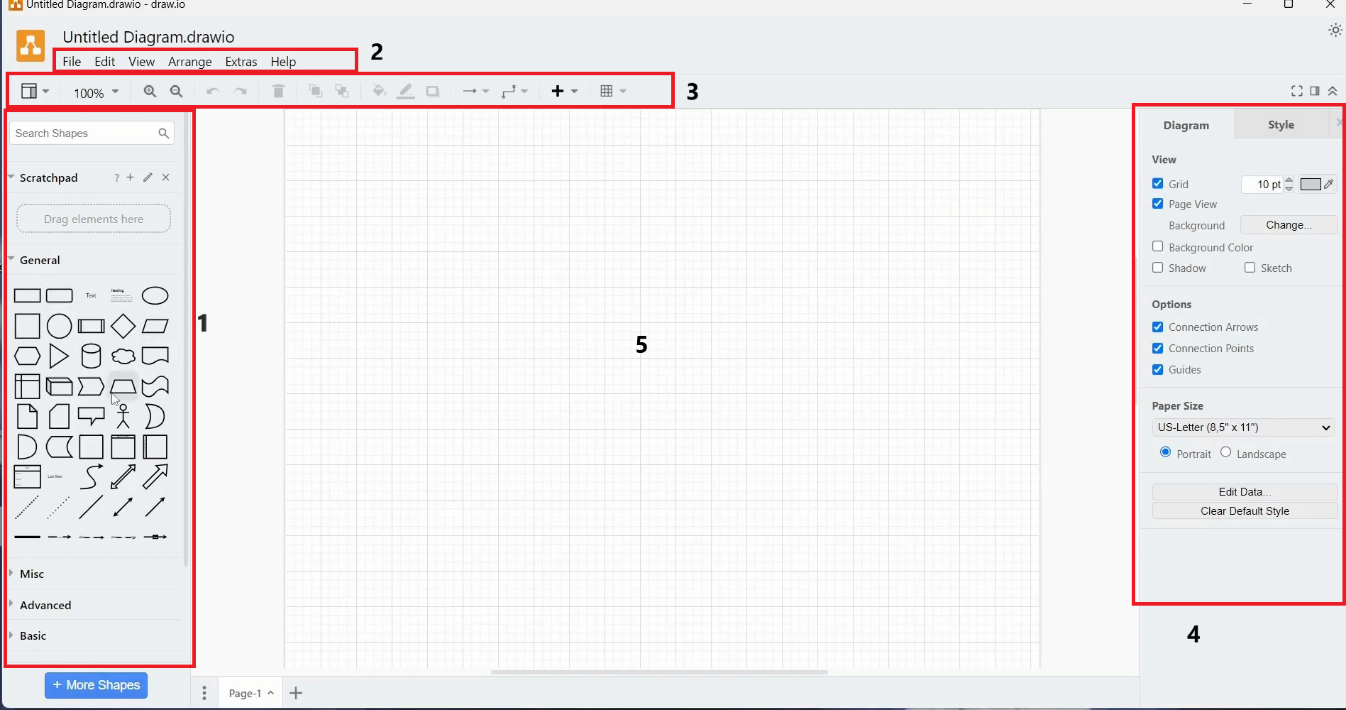 Untitled Diagram.drawio - draw.io
Untitled Diagram.drawio
File Edit View Arrange Extras Help
2
100%
3
Search Shapes
Scratchpad ? +
Drag elements here
General
Text
Heading
List Item
1
5
Misc
Advanced
Basic
+ More Shapes
Page-1
Diagram Style
View
Grid 10 pt
Page View
Background Change...
Background Color
Shadow Sketch
Options
Connection Arrows
Connection Points
Guides
Paper Size
US-Letter (8,5" x 11")
Portrait Landscape
Edit Data...
Clear Default Style
4